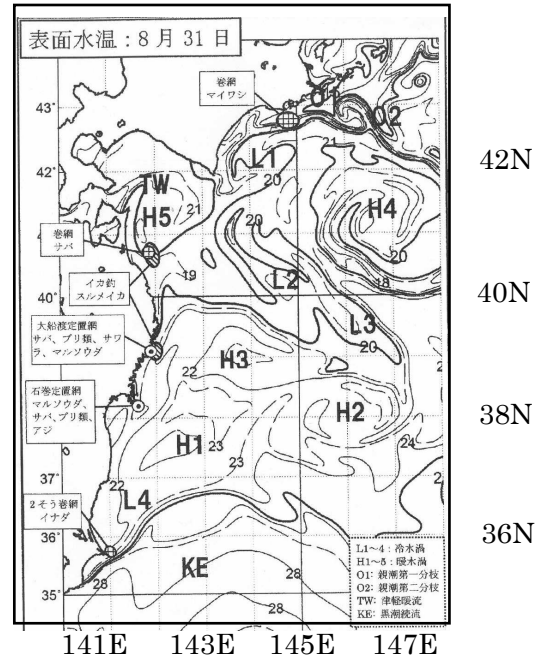 表面水温：8月31日
巻網
マイワシ
43°
O1
O2
42N
21
L1
42°
20
TW
H5
21
H4
20
巻網
サバ
20
19
18
イカ釣
スルメイカ
L2
40°
40N
大船渡定置網
サバ、ブリ類、サワ
ラ、マルソウダ
L3
20
H3
22
石巻定置網
マルソウダ、
サバ、ブリ類、
アジ
H2
38N
H1
23
24
23
37°
22
L4
2そう巻網
イナダ
36°
36N
KE
28
28
35°
28
L1～4：冷水渦
H1～5：暖水渦
O1：親潮第一分枝
O2：親潮第二分枝
TW：津軽暖流
KE：黒潮続流
141E 143E 145E 147E